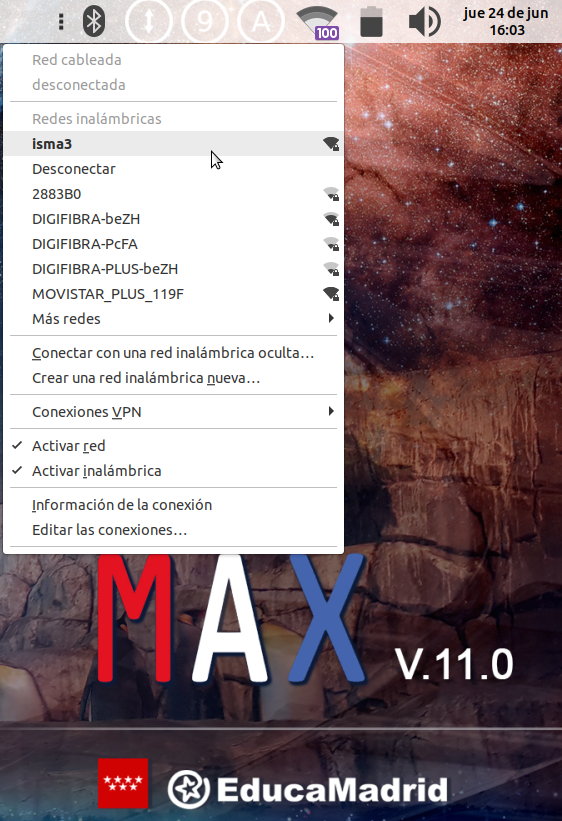 9
A
100
jue 24 de jun
16:03
Red cableada
desconectada
Redes inalámbricas
isma3
Desconectar
2883B0
DIGIFIBRA-beZH
DIGIFIBRA-PcFA
DIGIFIBRA-PLUS-beZH
MOVISTAR_PLUS_119F
Más redes
Conectar con una red inalámbrica oculta...
Crear una red inalámbrica nueva...
Conexiones VPN
Activar red
Activar inalámbrica
Información de la conexión
Editar las conexiones...
MAX
V.11.0
EducaMadrid